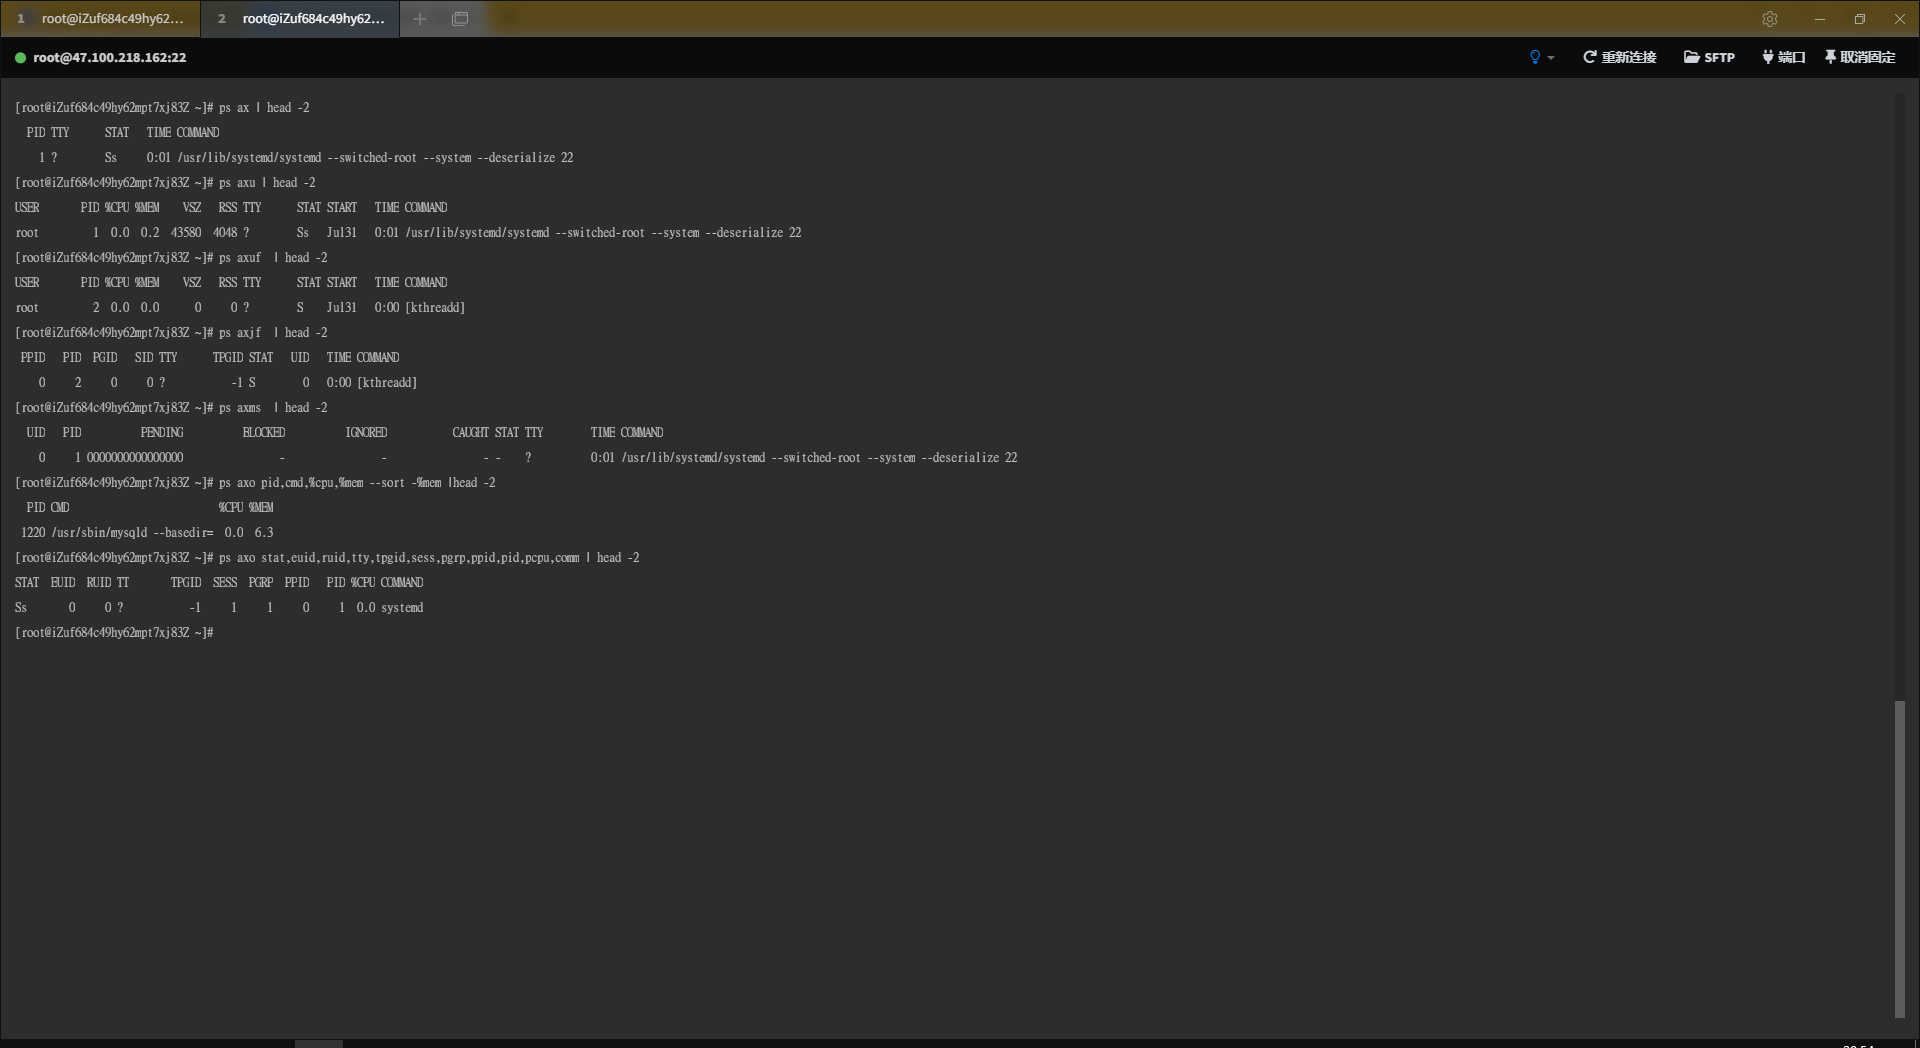 1 root@iZuf684c49hy62... 2 root@iZuf684c49hy62...
root@47.100.218.162:22 重新连接 SFTP 端口 取消固定
[root@iZuf684c49hy62mpt7xj83Z ~]# ps ax | head -2
  PID TTY      STAT   TIME COMMAND
    1 ?        Ss     0:01 /usr/lib/systemd/systemd --switched-root --system --deserialize 22
[root@iZuf684c49hy62mpt7xj83Z ~]# ps axu | head -2
USER       PID %CPU %MEM    VSZ   RSS TTY      STAT START   TIME COMMAND
root         1  0.0  0.2  43580  4048 ?        Ss   Jul31   0:01 /usr/lib/systemd/systemd --switched-root --system --deserialize 22
[root@iZuf684c49hy62mpt7xj83Z ~]# ps axuf  | head -2
USER       PID %CPU %MEM    VSZ   RSS TTY      STAT START   TIME COMMAND
root         2  0.0  0.0      0     0 ?        S    Jul31   0:00 [kthreadd]
[root@iZuf684c49hy62mpt7xj83Z ~]# ps axjf  | head -2
 PPID   PID  PGID   SID TTY      TPGID STAT   UID   TIME COMMAND
    0     2     0     0 ?           -1 S        0   0:00 [kthreadd]
[root@iZuf684c49hy62mpt7xj83Z ~]# ps axms  | head -2
  UID   PID          PENDING          BLOCKED          IGNORED           CAUGHT STAT TTY        TIME COMMAND
    0     1 0000000000000000                -                -                - -    ?          0:01 /usr/lib/systemd/systemd --switched-root --system --deserialize 22
[root@iZuf684c49hy62mpt7xj83Z ~]# ps axo pid,cmd,%cpu,%mem --sort -%mem |head -2
  PID CMD                         %CPU %MEM
 1220 /usr/sbin/mysqld --basedir=  0.0  6.3
[root@iZuf684c49hy62mpt7xj83Z ~]# ps axo stat,euid,ruid,tty,tpgid,sess,pgrp,ppid,pid,pcpu,comm | head -2
STAT  EUID  RUID TT       TPGID  SESS  PGRP  PPID   PID %CPU COMMAND
Ss       0     0 ?           -1     1     1     0     1  0.0 systemd
[root@iZuf684c49hy62mpt7xj83Z ~]#